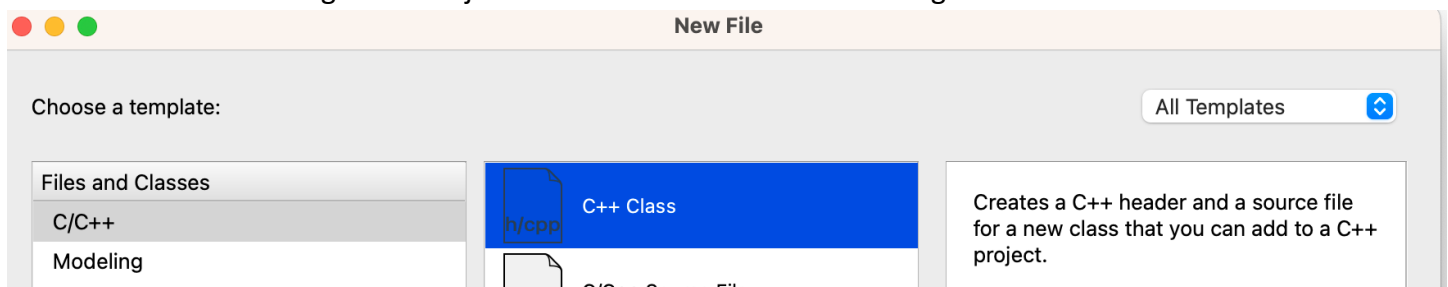 New File
Choose a template:
All Templates
Files and Classes
C/C++
Modeling
h/cpp
C++ Class
Creates a C++ header and a source file
for a new class that you can add to a C++
project.